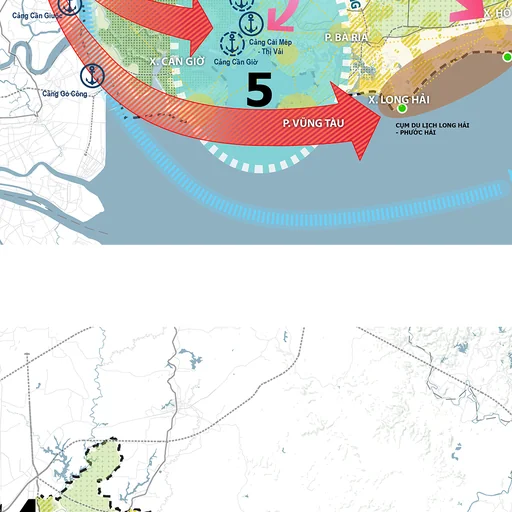 Cảng Cần Giuộc
X. HỒ
P. BÀ RỊA
Cảng Cái Mép
- Thị Vải
X. CẦN GIỜ
Cảng Cần Giờ
Cảng Gò Công
5
X. LONG HẢI
P. VŨNG TÀU
CỤM DU LỊCH LONG HẢI
- PHƯỚC HẢI